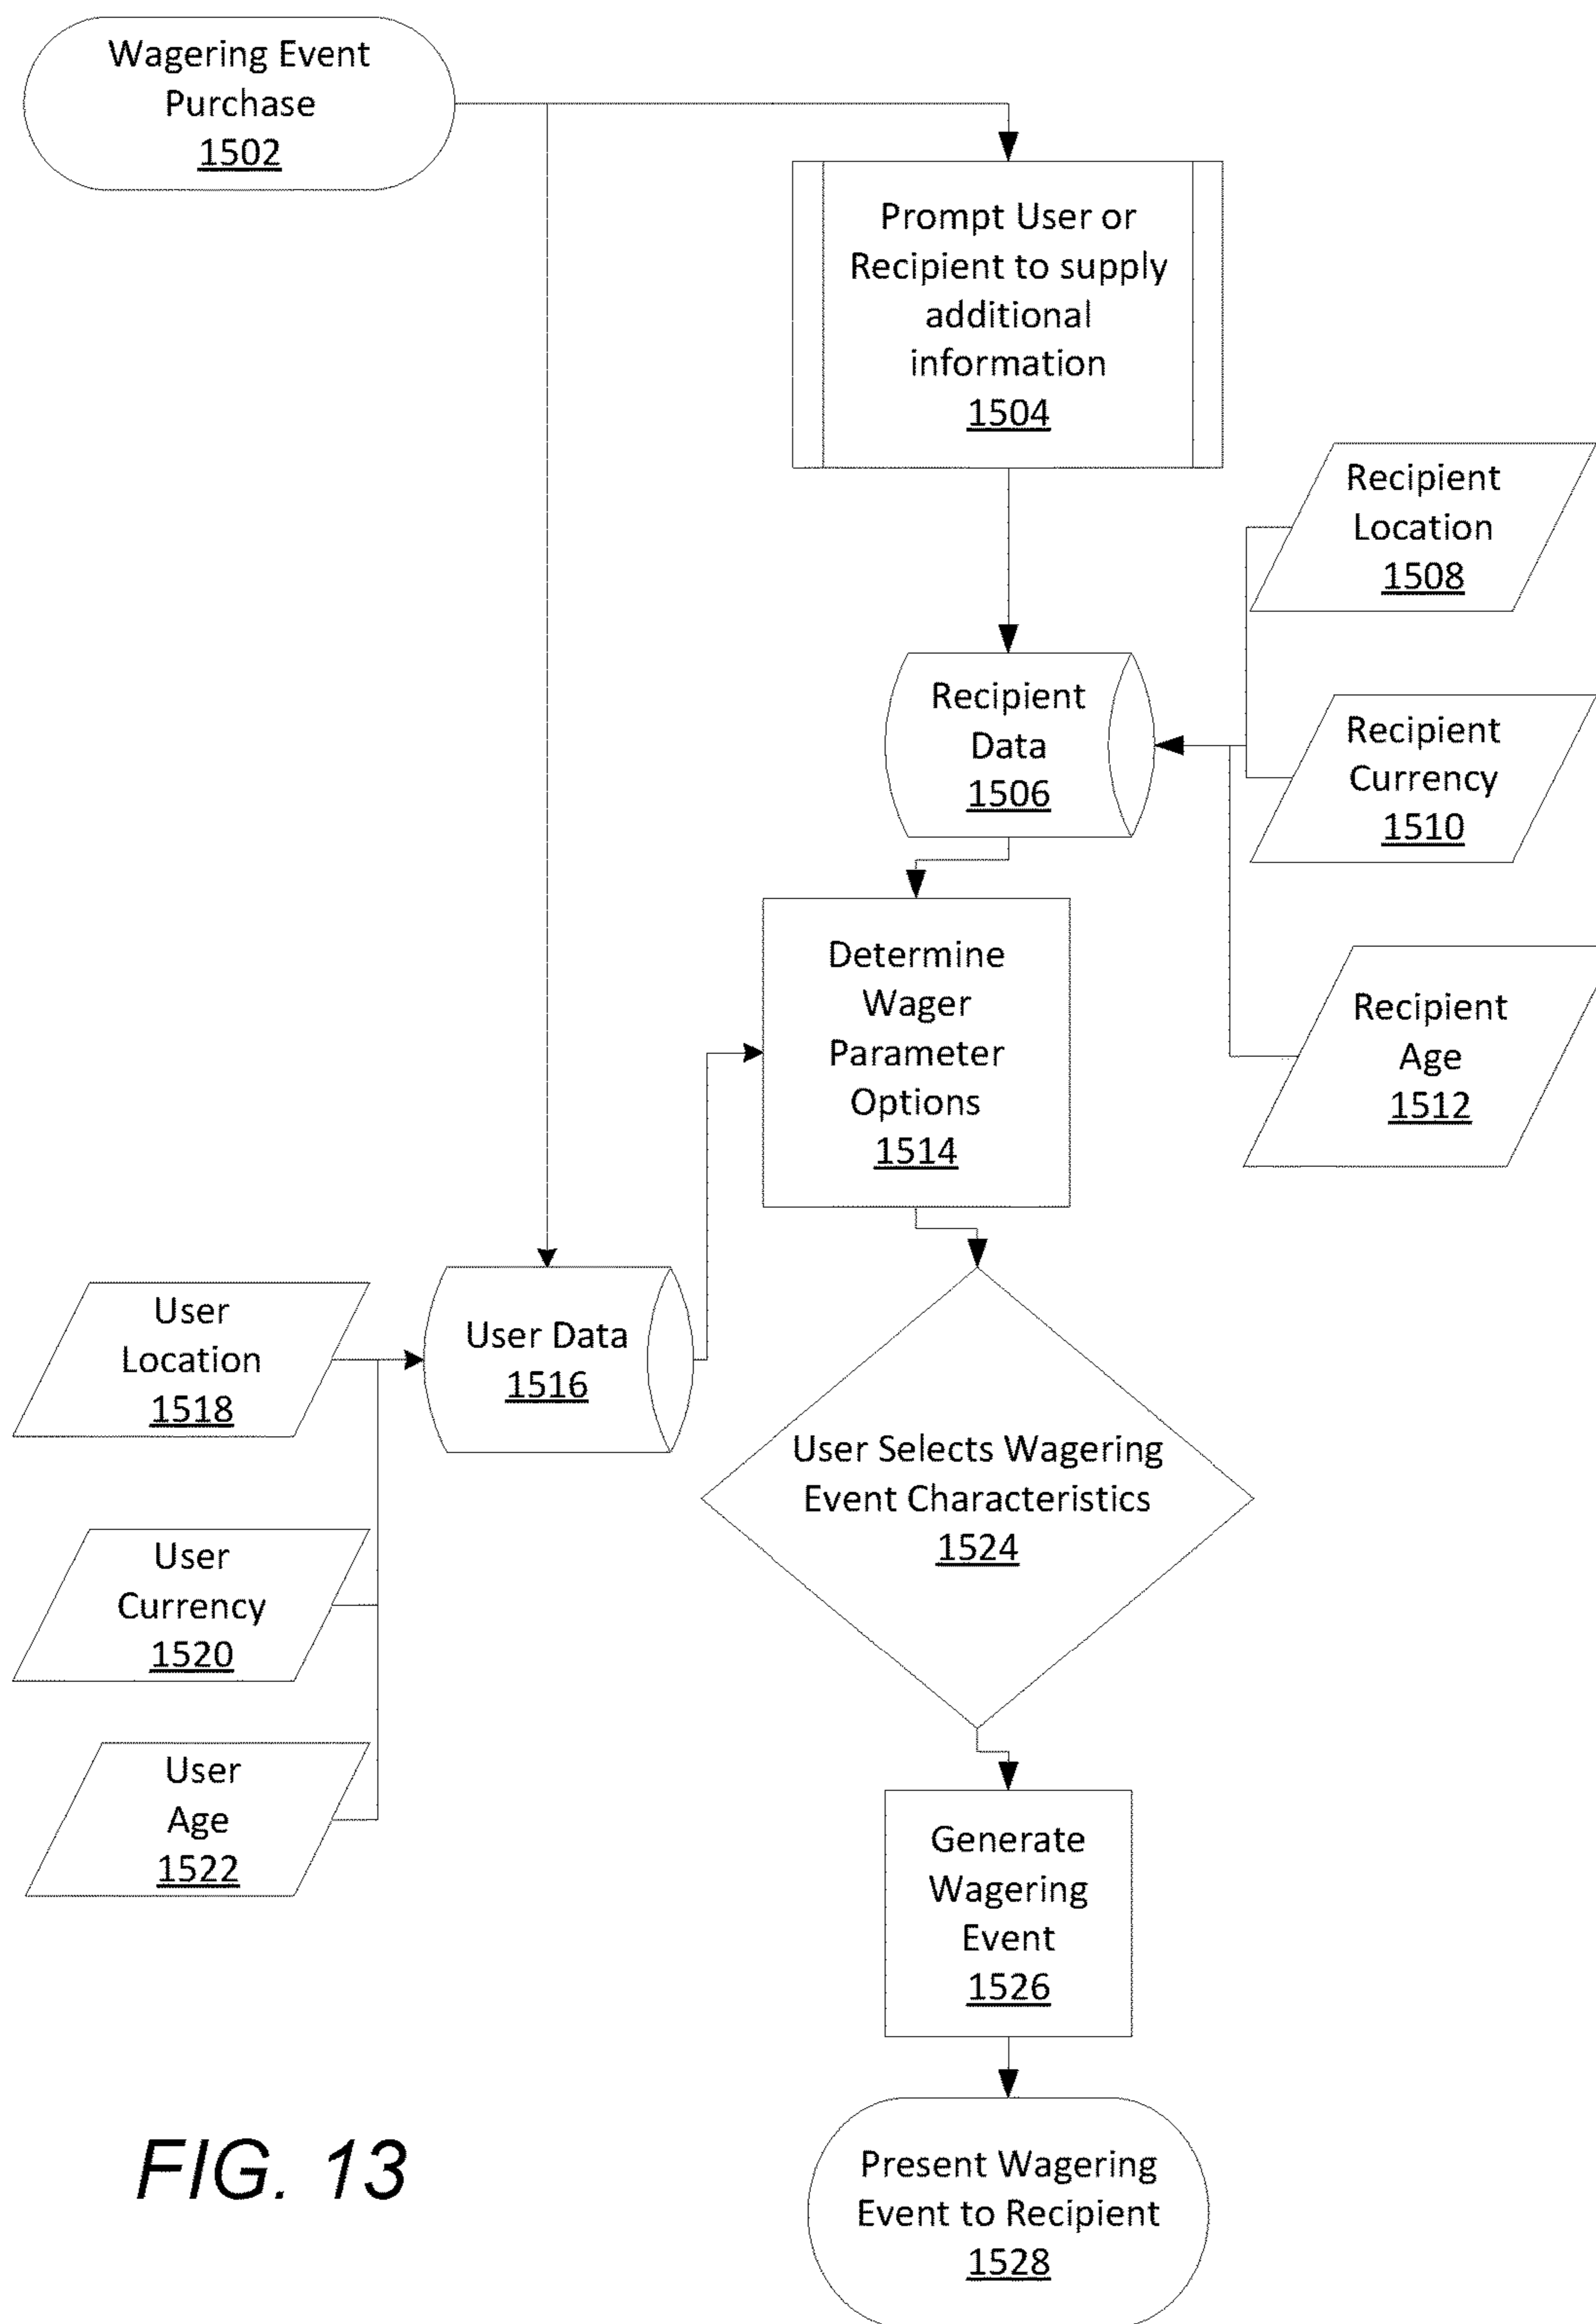 Wagering Event
Purchase
1502
Prompt User or
Recipient to supply
additional
information
1504
Recipient
Location
1508
Recipient
Data
1506
Recipient
Currency
1510
Determine
Wager
Parameter
Options
1514
Recipient
Age
1512
User
Location
1518
User Data
1516
User Selects Wagering
Event Characteristics
1524
User
Currency
1520
User
Age
1522
Generate
Wagering
Event
1526
FIG. 13
Present Wagering
Event to Recipient
1528